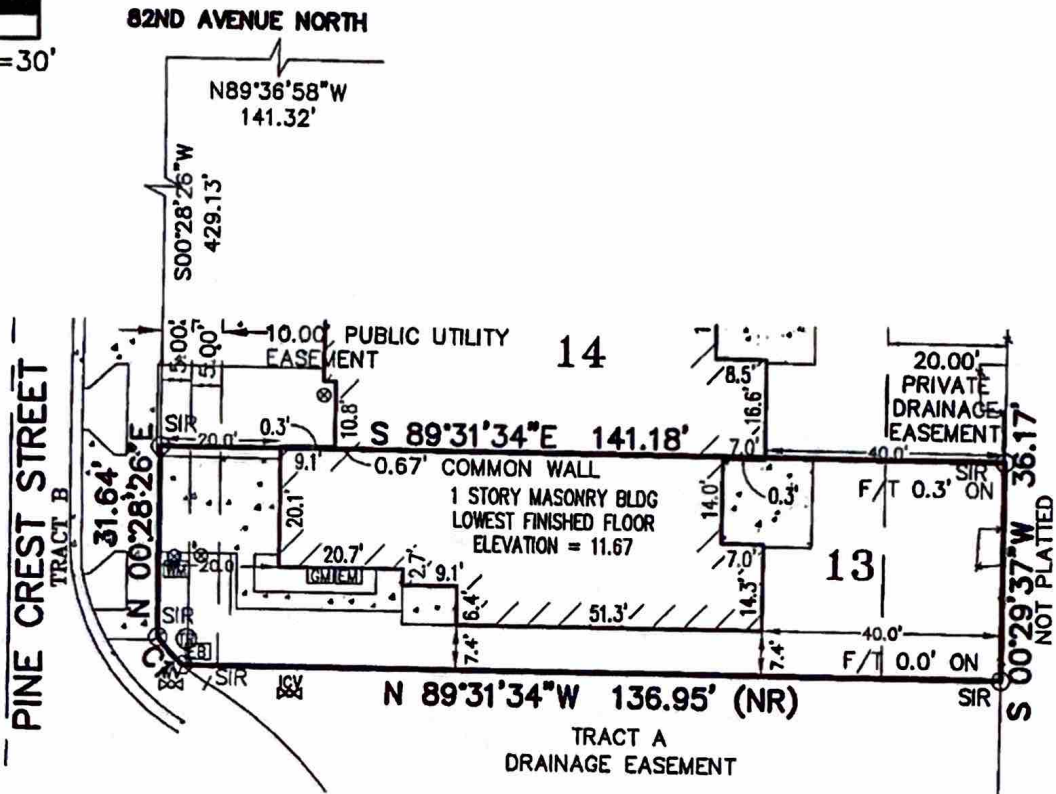 82ND AVENUE NORTH
=30'
N89°36'58"W
141.32'
S00°28'26"W
429.13'
5.00'
5.00'
10.00' PUBLIC UTILITY
EASEMENT
14
8.5'
16.6'
20.00'
PRIVATE
DRAINAGE
EASEMENT
PINE CREST STREET
TRACT B
31.64'
N 00°28'26"E
SIR
20.0'
0.3'
10.8'
S 89°31'34"E 141.18'
7.0'
40.0'
SIR
9.1'
0.67' COMMON WALL
0.3'
F/T 0.3' ON
1 STORY MASONRY BLDG
LOWEST FINISHED FLOOR
ELEVATION = 11.67
20.1'
14.0'
S 00°29'37"W 36.17'
NOT PLATTED
WM
20.0'
20.7'
GM
EM
2.7'
9.1'
7.0'
13
6.4'
51.3'
14.3'
SIR
40.0'
7.4'
7.4'
F/T 0.0' ON
SIR
ICV
N 89°31'34"W 136.95' (NR)
SIR
TRACT A
DRAINAGE EASEMENT